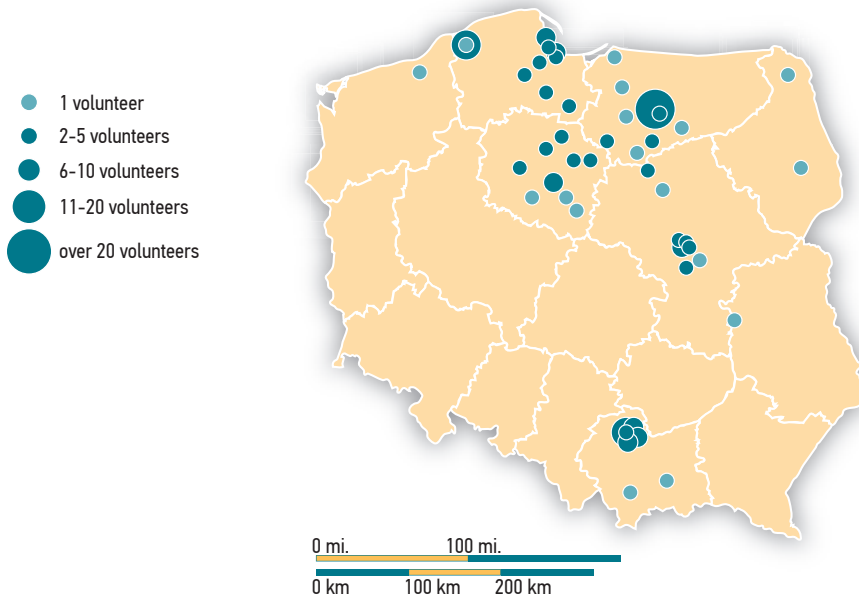 1 volunteer
2-5 volunteers
6-10 volunteers
11-20 volunteers
over 20 volunteers
0 mi. 100 mi.
0 km 100 km 200 km